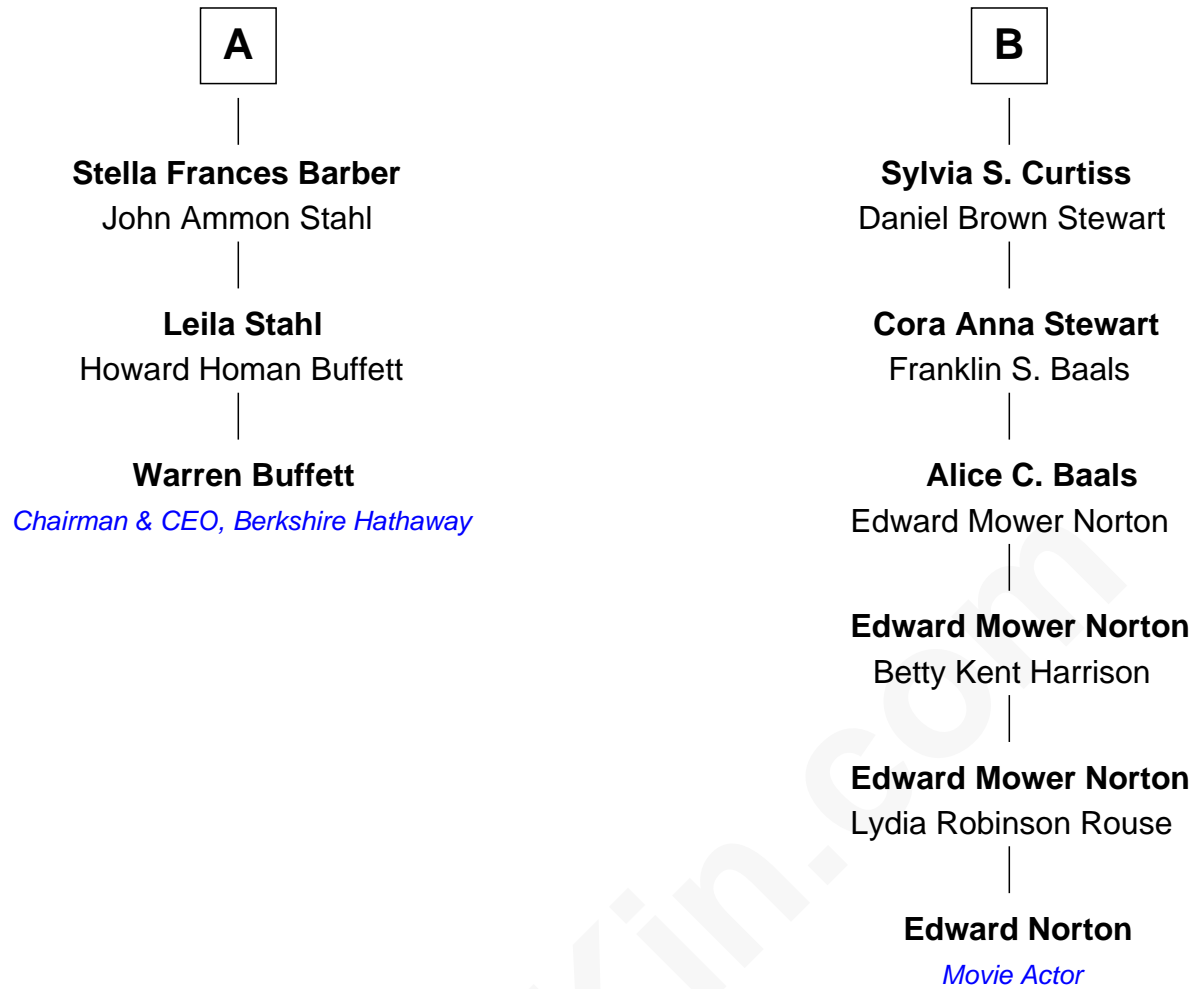 A
Stella Frances Barber
John Ammon Stahl
Leila Stahl
Howard Homan Buffett
Warren Buffett
Chairman & CEO, Berkshire Hathaway
B
Sylvia S. Curtiss
Daniel Brown Stewart
Cora Anna Stewart
Franklin S. Baals
Alice C. Baals
Edward Mower Norton
Edward Mower Norton
Betty Kent Harrison
Edward Mower Norton
Lydia Robinson Rouse
Edward Norton
Movie Actor
Kin.com